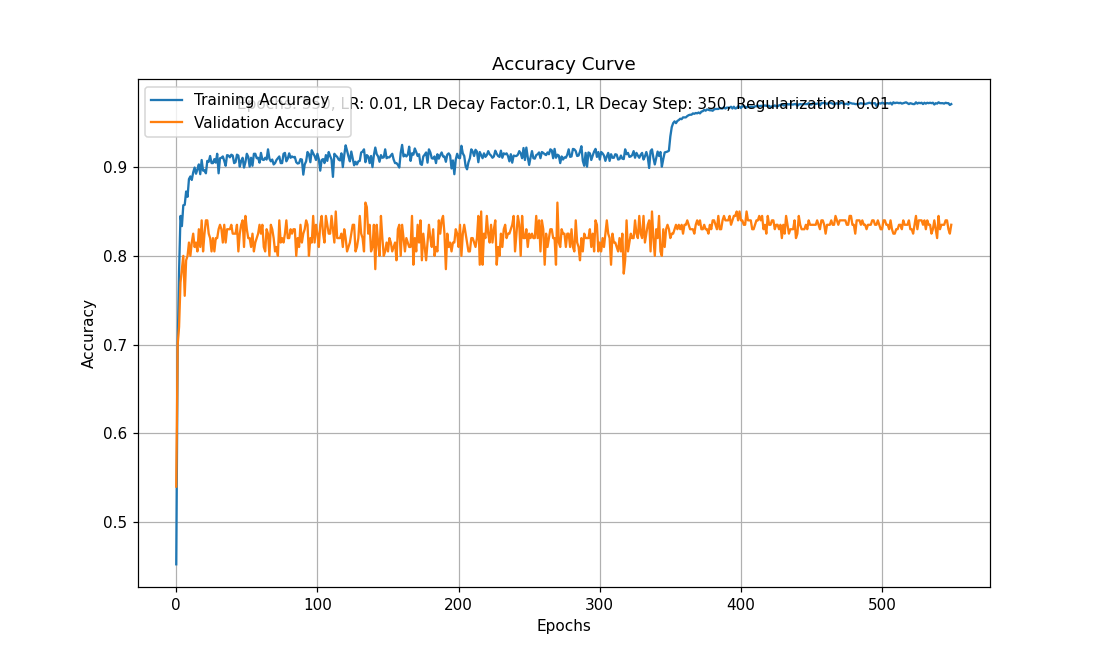 Accuracy Curve
Epochs: 550, LR: 0.01, LR Decay Factor:0.1, LR Decay Step: 350, Regularization: 0.01
Training Accuracy
Validation Accuracy
0.9
0.8
0.7
0.6
0.5
Accuracy
0 100 200 300 400 500
Epochs